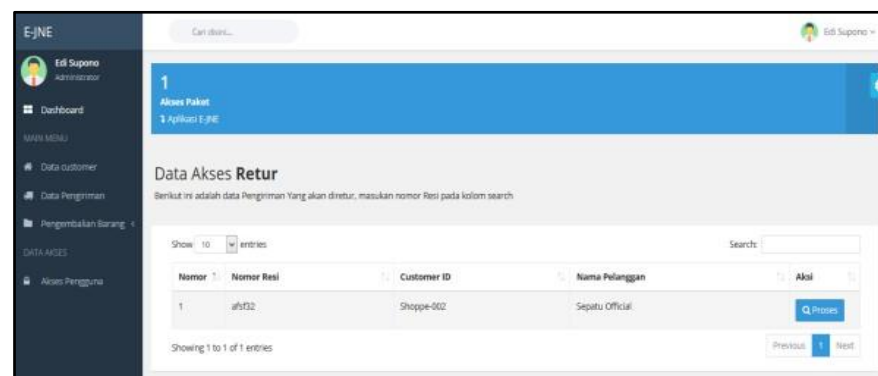 E-JNE
Cari disini...
Edi Supono
Edi Supono
Administrator
Dashboard
MAIN MENU
Data customer
Data Pengiriman
Pengembalian Barang
DATA AKSES
Akses Pengguna
1
Akses Paket
Aplikasi E-JNE
Data Akses Retur
Berikut ini adalah data Pengiriman Yang akan diretur, masukan nomor Resi pada kolom search
Show 10 entries
Search:
Nomor Nomor Resi Customer ID Nama Pelanggan Aksi
1 afsf32 Shoppe-002 Sepatu Official Proses
Showing 1 to 1 of 1 entries
Previous 1 Next